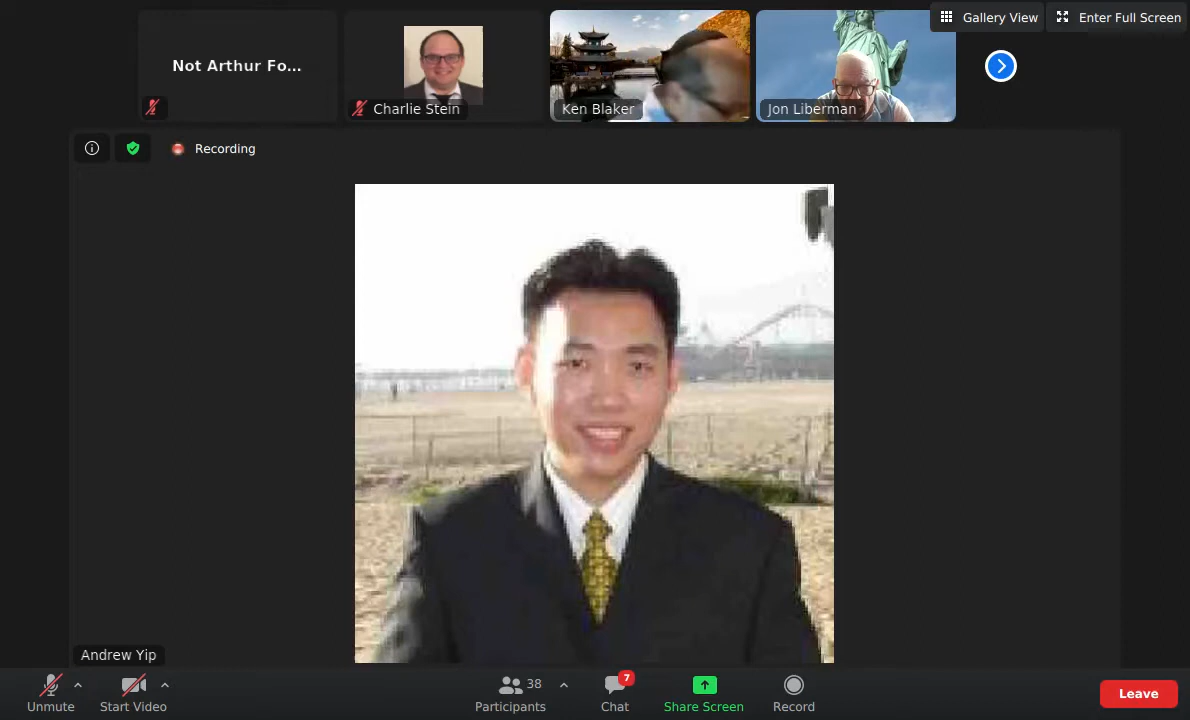 Gallery View
Enter Full Screen
Not Arthur Fo...
Charlie Stein
Ken Blaker
Jon Liberman
Recording
Andrew Yip
Unmute
Start Video
38
Participants
7
Chat
Share Screen
Record
Leave